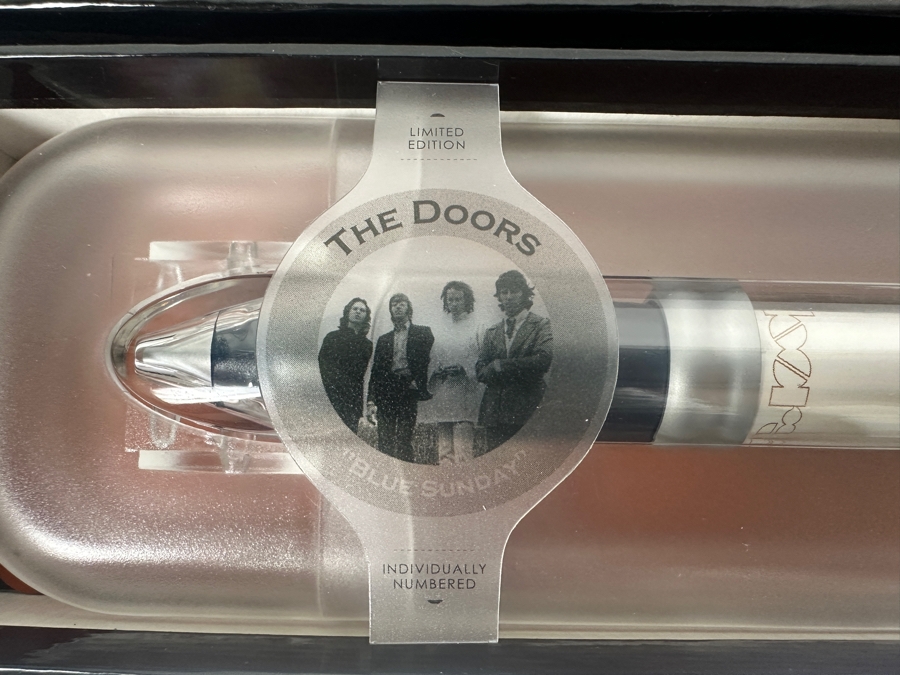 LIMITED
EDITION
THE DOORS
"BLUE SUNDAY"
INDIVIDUALLY
NUMBERED